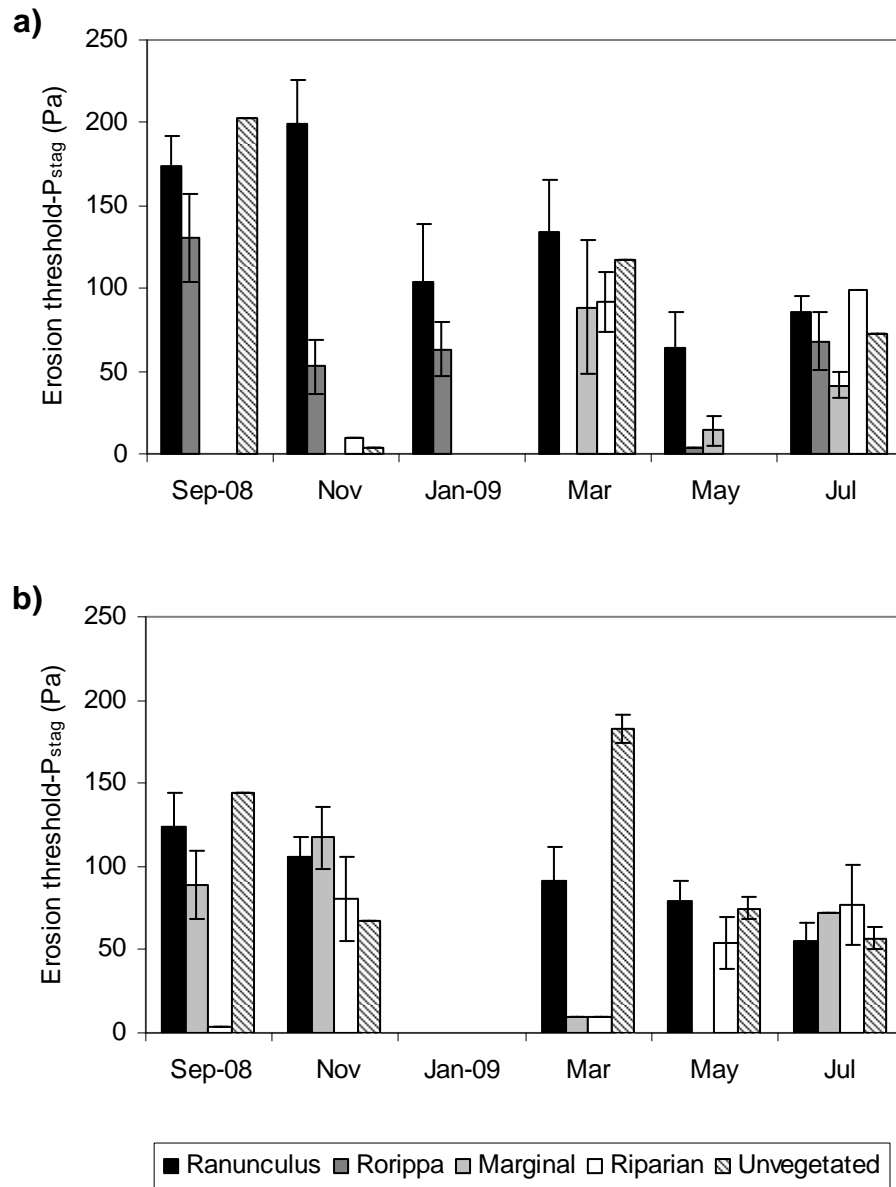 a)
Erosion threshold-Pstag (Pa)
250
200
150
100
50
0
Sep-08 Nov Jan-09 Mar May Jul
b)
Erosion threshold-Pstag (Pa)
250
200
150
100
50
0
Sep-08 Nov Jan-09 Mar May Jul
Ranunculus Rorippa Marginal Riparian Unvegetated